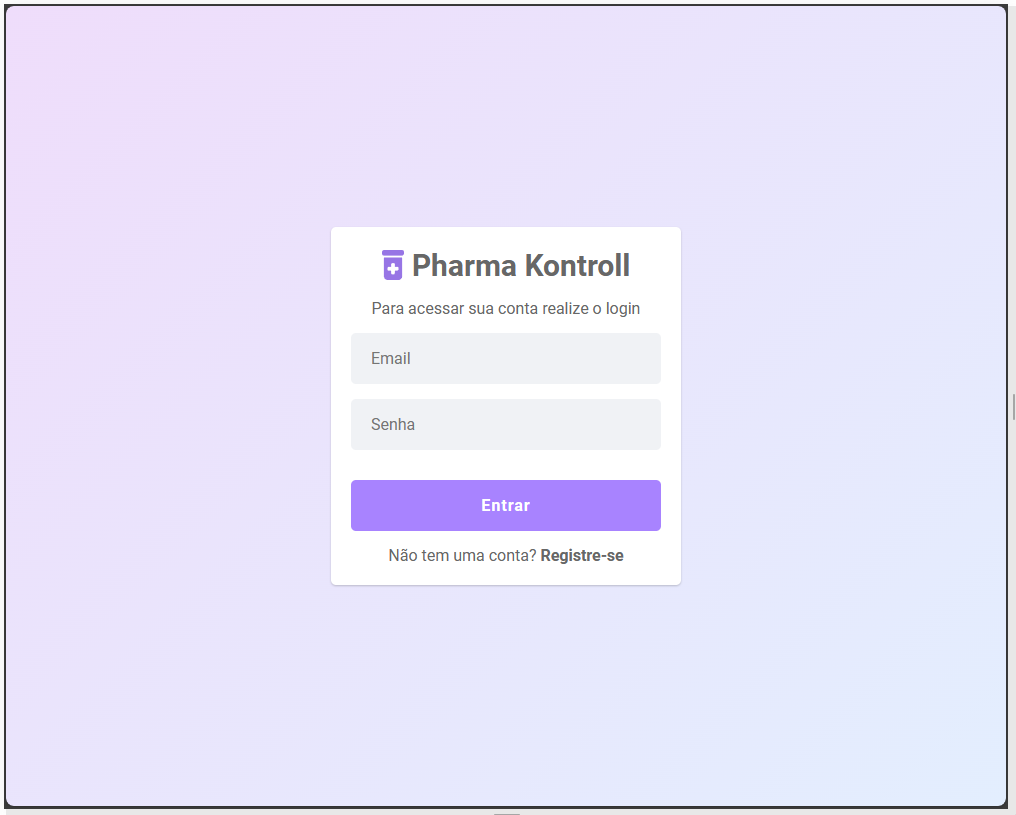 Pharma Kontroll
Para acessar sua conta realize o login
Email
Senha
Entrar
Não tem uma conta? Registre-se